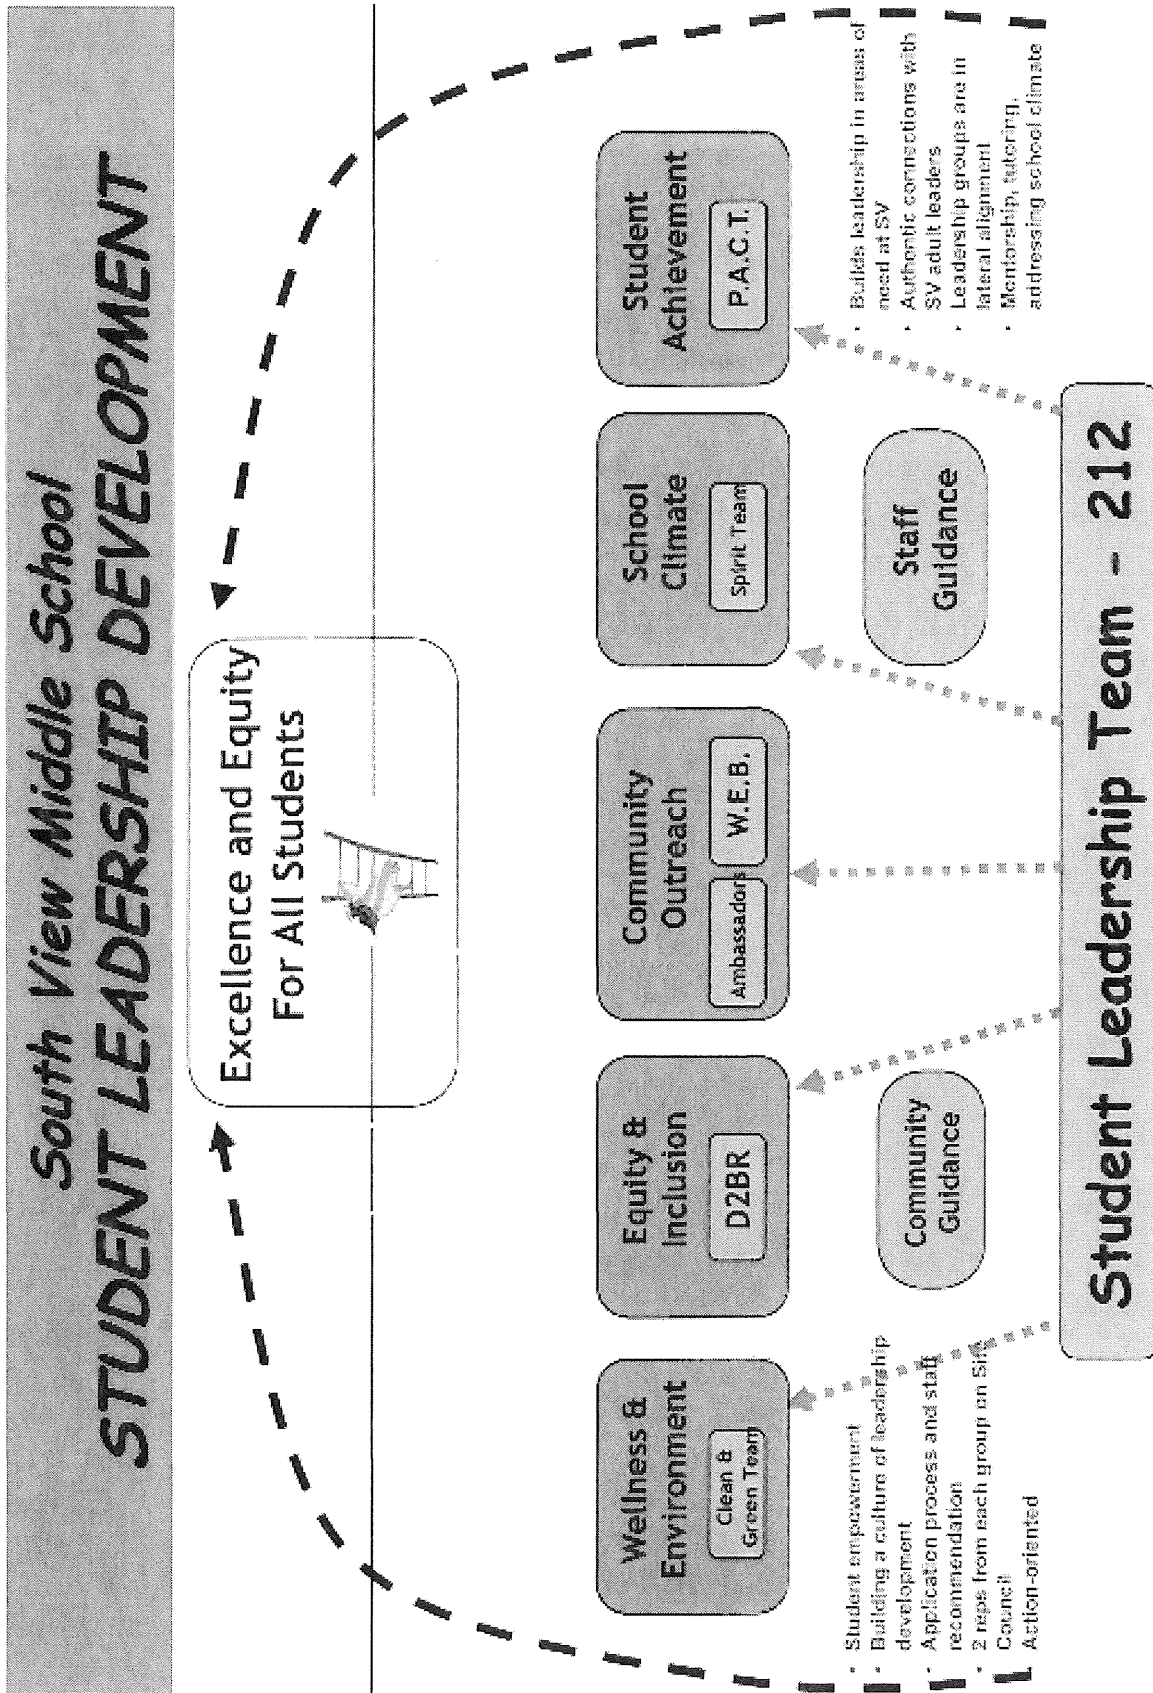 South View Middle School
STUDENT LEADERSHIP DEVELOPMENT
Excellence and Equity
For All Students
Wellness &
Environment
Clean &
Green Team
Equity &
Inclusion
D2BR
Community
Outreach
Ambassadors
W.E.B.
School
Climate
Spirit Team
Student
Achievement
P.A.C.T.
• Student empowerment
• Building a culture of leadership
development
• Application process and staff
recommendation
• 2 reps from each group on
Council
Action-oriented
Community
Guidance
Staff
Guidance
• Builds leadership in areas of
need at SV
• Authentic connections with
SV adult leaders
• Leadership groups are in
lateral alignment
• Mentorship, tutoring,
addressing school climate
Student Leadership Team - 212